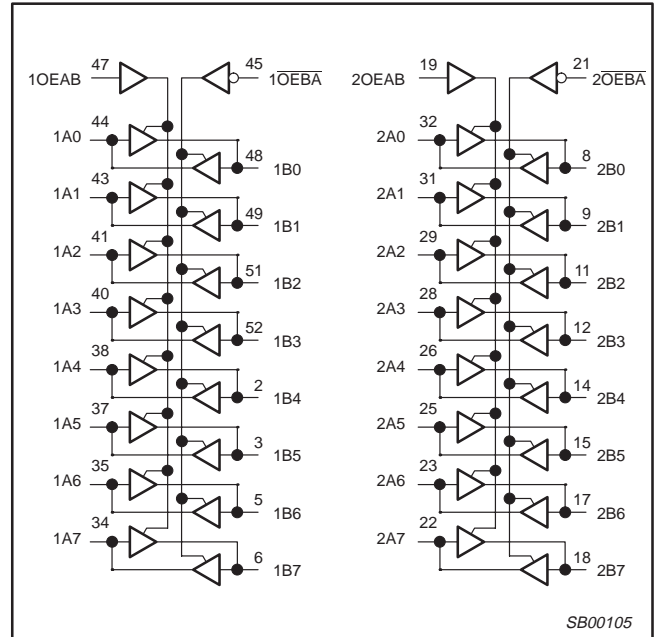 47 45 19 21
1OEAB 1O̅E̅B̅A̅ 2OEAB 2O̅E̅B̅A̅
44 32
1A0 2A0
48 8
1B0 2B0
43 31
1A1 2A1
49 9
1B1 2B1
41 29
1A2 2A2
51 11
1B2 2B2
40 28
1A3 2A3
52 12
1B3 2B3
38 26
1A4 2A4
2 14
1B4 2B4
37 25
1A5 2A5
3 15
1B5 2B5
35 23
1A6 2A6
5 17
1B6 2B6
34 22
1A7 2A7
6 18
1B7 2B7
SB00105